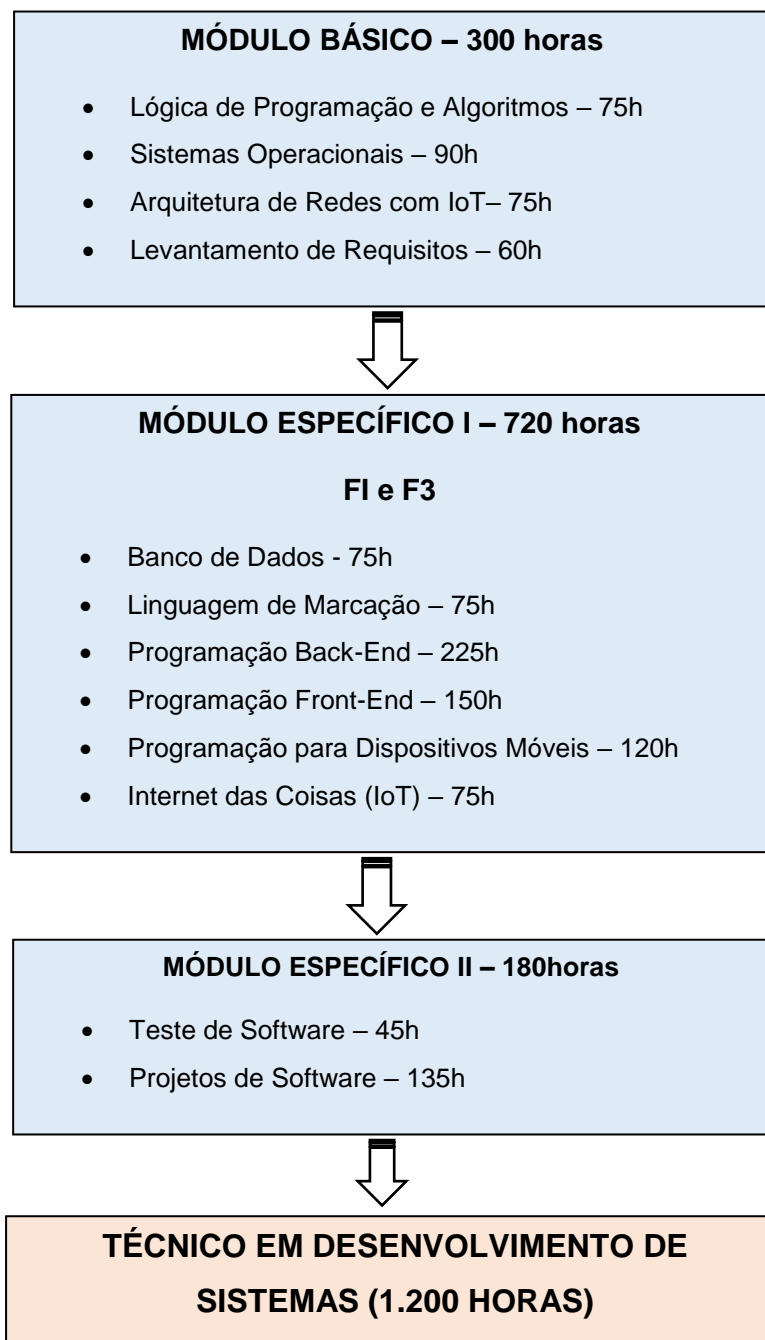 MÓDULO BÁSICO – 300 horas
• Lógica de Programação e Algoritmos – 75h
• Sistemas Operacionais – 90h
• Arquitetura de Redes com IoT– 75h
• Levantamento de Requisitos – 60h
MÓDULO ESPECÍFICO I – 720 horas
FI e F3
• Banco de Dados - 75h
• Linguagem de Marcação – 75h
• Programação Back-End – 225h
• Programação Front-End – 150h
• Programação para Dispositivos Móveis – 120h
• Internet das Coisas (IoT) – 75h
MÓDULO ESPECÍFICO II – 180horas
• Teste de Software – 45h
• Projetos de Software – 135h
TÉCNICO EM DESENVOLVIMENTO DE
SISTEMAS (1.200 HORAS)